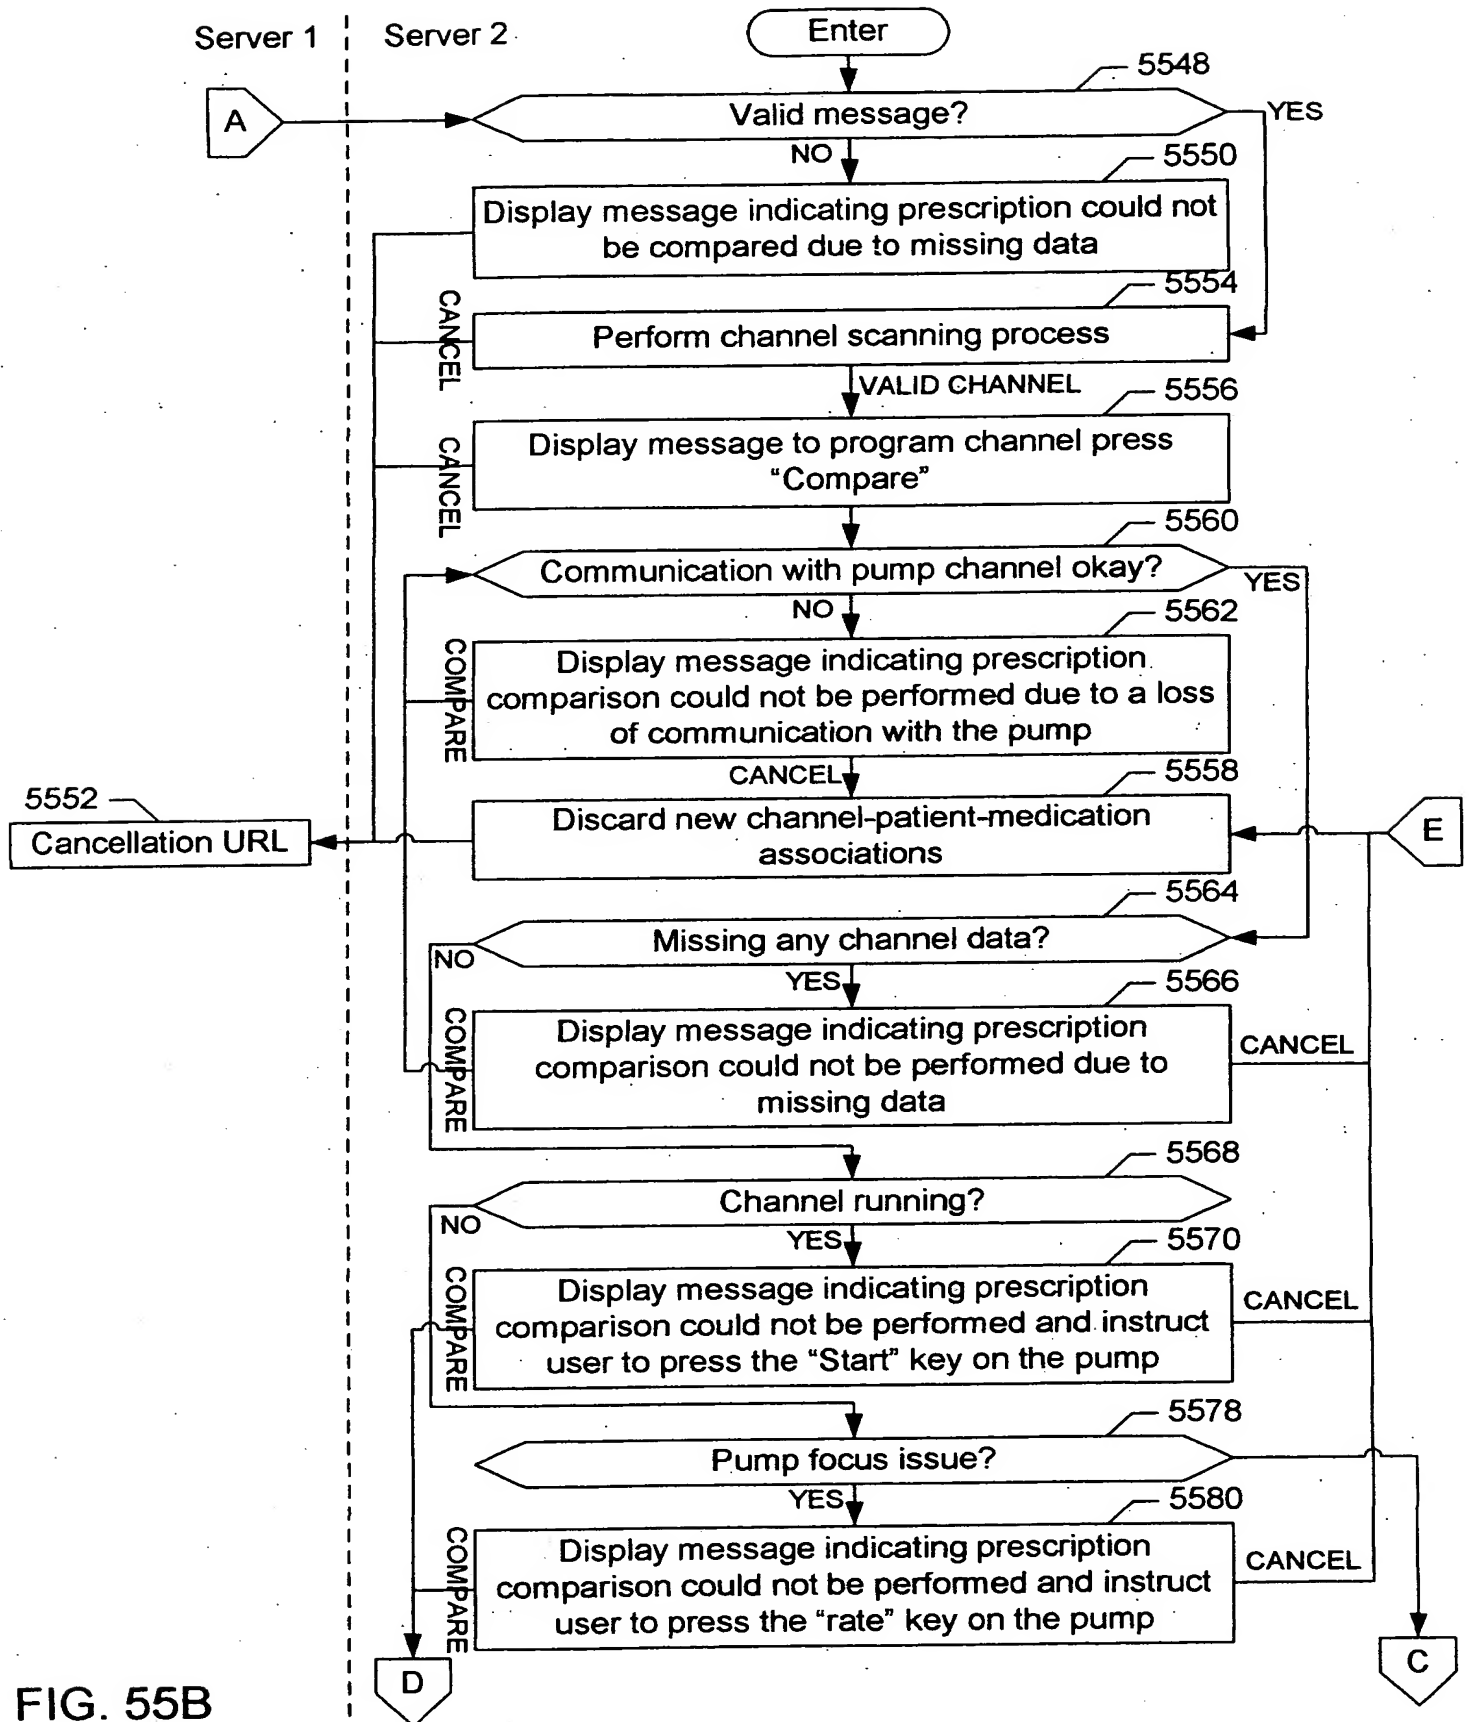 Server 1
Server 2
Enter
5548
A
Valid message?
YES
NO
5550
Display message indicating prescription could not
be compared due to missing data
5554
CANCEL
Perform channel scanning process
VALID CHANNEL
5556
CANCEL
Display message to program channel press
“Compare”
5560
Communication with pump channel okay?
YES
NO
5562
COMPARE
Display message indicating prescription
comparison could not be performed due to a loss
of communication with the pump
CANCEL
5558
5552
Cancellation URL
Discard new channel-patient-medication
associations
E
5564
Missing any channel data?
NO
YES
5566
COMPARE
Display message indicating prescription
comparison could not be performed due to
missing data
CANCEL
5568
Channel running?
NO
YES
5570
COMPARE
Display message indicating prescription
comparison could not be performed and instruct
user to press the “Start” key on the pump
CANCEL
5578
Pump focus issue?
YES
5580
COMPARE
Display message indicating prescription
comparison could not be performed and instruct
user to press the “rate” key on the pump
CANCEL
D
C
FIG. 55B